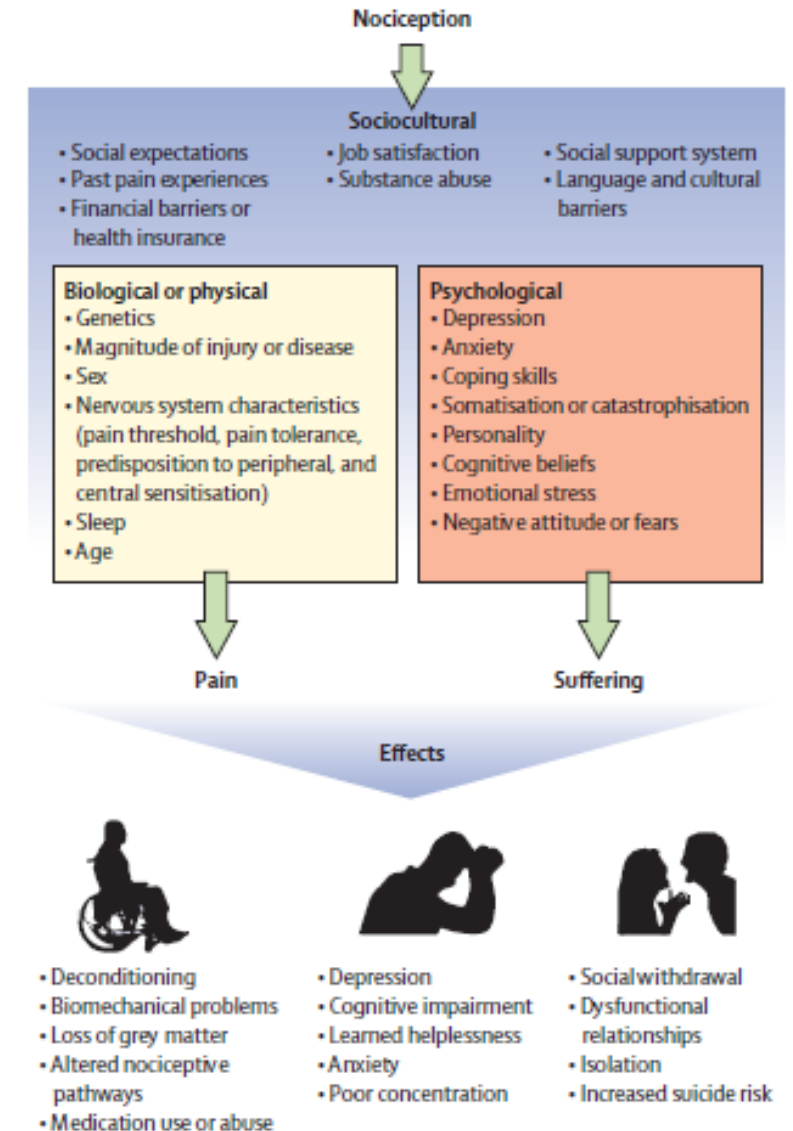 Nociception
Sociocultural
• Social expectations
• Past pain experiences
• Financial barriers or
health insurance
• Job satisfaction
• Substance abuse
• Social support system
• Language and cultural
barriers
Biological or physical
• Genetics
• Magnitude of injury or disease
• Sex
• Nervous system characteristics
(pain threshold, pain tolerance,
predisposition to peripheral, and
central sensitisation)
• Sleep
• Age
Psychological
• Depression
• Anxiety
• Coping skills
• Somatisation or catastrophisation
• Personality
• Cognitive beliefs
• Emotional stress
• Negative attitude or fears
Pain
Suffering
Effects
• Deconditioning
• Biomechanical problems
• Loss of grey matter
• Altered nociceptive
pathways
• Medication use or abuse
• Depression
• Cognitive impairment
• Learned helplessness
• Anxiety
• Poor concentration
• Social withdrawal
• Dysfunctional
relationships
• Isolation
• Increased suicide risk